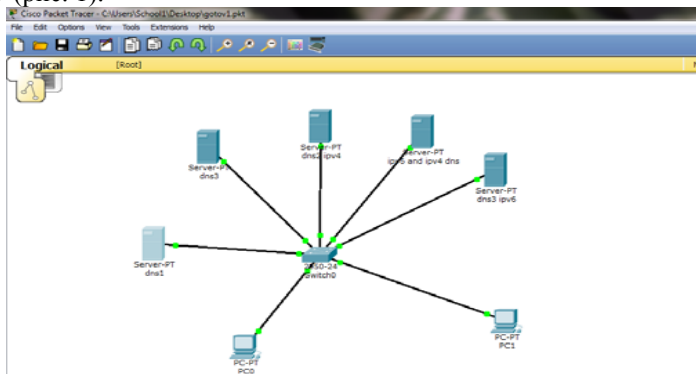 (рис. 1).
Cisco Packet Tracer - C:\Users\School1\Desktop\gotov1.pkt
File Edit Options View Tools Extensions Help
Logical [Root]
Server-PT
dns2 ipv4
Server-PT
ipv6 and ipv4 dns
Server-PT
dns3
Server-PT
dns3 ipv6
Server-PT
dns1
2950-24
Switch0
PC-PT
PC1
PC-PT
PC0